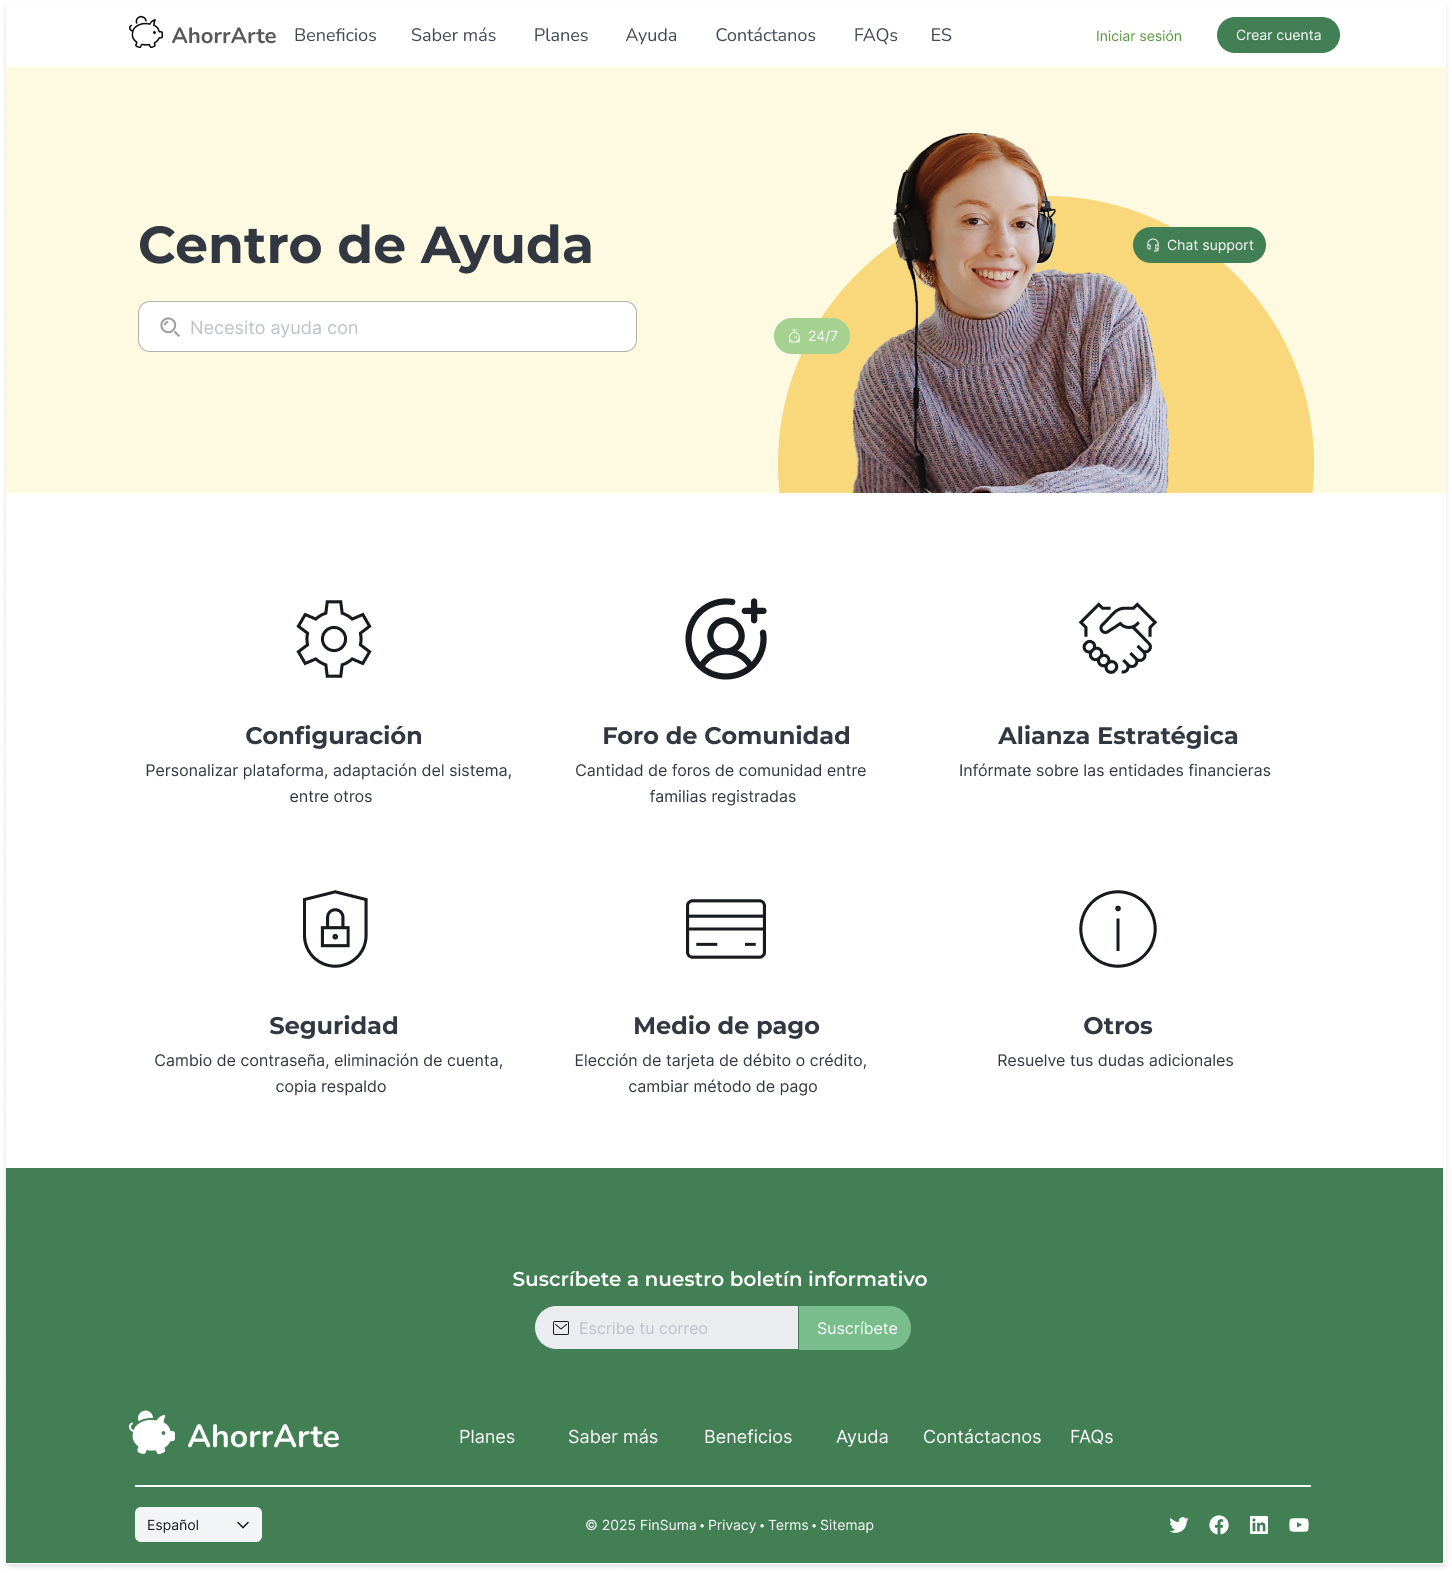 AhorrArte Beneficios Saber más Planes Ayuda Contáctanos FAQs ES Iniciar sesión Crear cuenta
Centro de Ayuda
Necesito ayuda con
Chat support
24/7
Configuración
Personalizar plataforma, adaptación del sistema,
entre otros
Foro de Comunidad
Cantidad de foros de comunidad entre
familias registradas
Alianza Estratégica
Infórmate sobre las entidades financieras
Seguridad
Cambio de contraseña, eliminación de cuenta,
copia respaldo
Medio de pago
Elección de tarjeta de débito o crédito,
cambiar método de pago
Otros
Resuelve tus dudas adicionales
Suscríbete a nuestro boletín informativo
Escribe tu correo Suscríbete
AhorrArte Planes Saber más Beneficios Ayuda Contáctacnos FAQs
Español © 2025 FinSuma • Privacy • Terms • Sitemap